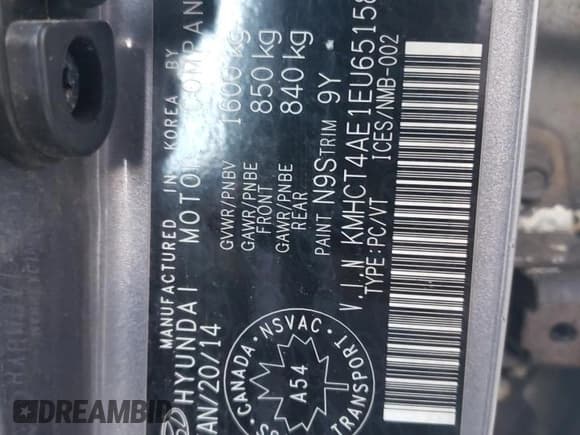 MANUFACTURED IN KOREA BY
HYUNDAI MOTOR COMPAN
AN/20/14
GVWR/PNBV 1600 kg
GAWR/PNBE FRONT 850 kg
GAWR/PNBE REAR 840 kg
PAINT N9S TRIM 9Y
V.I.N KMHCT4AE1EU65158
TYPE:PC/VT ICES/NMB-002
CANADA • NSVAC •
TRANSPORT
A54
DREAMBID